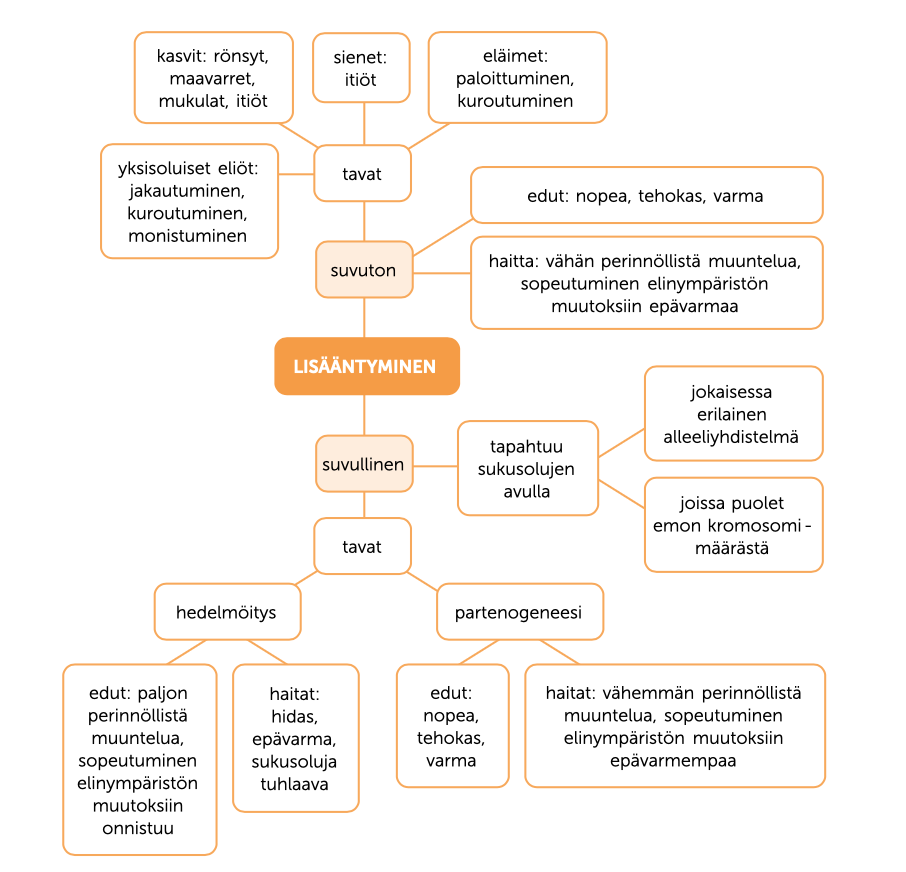 kasvit: rönsyt,
maavarret,
mukulat, itiöt
sienet:
itiöt
eläimet:
paloittuminen,
kuroutuminen
yksisoluiset eliöt:
jakautuminen,
kuroutuminen,
monistuminen
tavat
edut: nopea, tehokas, varma
suvuton
haitta: vähän perinnöllistä muuntelua,
sopeutuminen elinympäristön
muutoksiin epävarmaa
LISÄÄNTYMINEN
suvullinen
tapahtuu
sukusolujen
avulla
jokaisessa
erilainen
alleeliyhdistelmä
joissa puolet
emon kromosomi-
määrästä
tavat
hedelmöitys
partenogeneesi
edut: paljon
perinnöllistä
muuntelua,
sopeutuminen
elinympäristön
muutoksiin
onnistuu
haitat:
hidas,
epävarma,
sukusoluja
tuhlaava
edut:
nopea,
tehokas,
varma
haitat: vähemmän perinnöllistä
muuntelua, sopeutuminen
elinympäristön muutoksiin
epävarmempaa